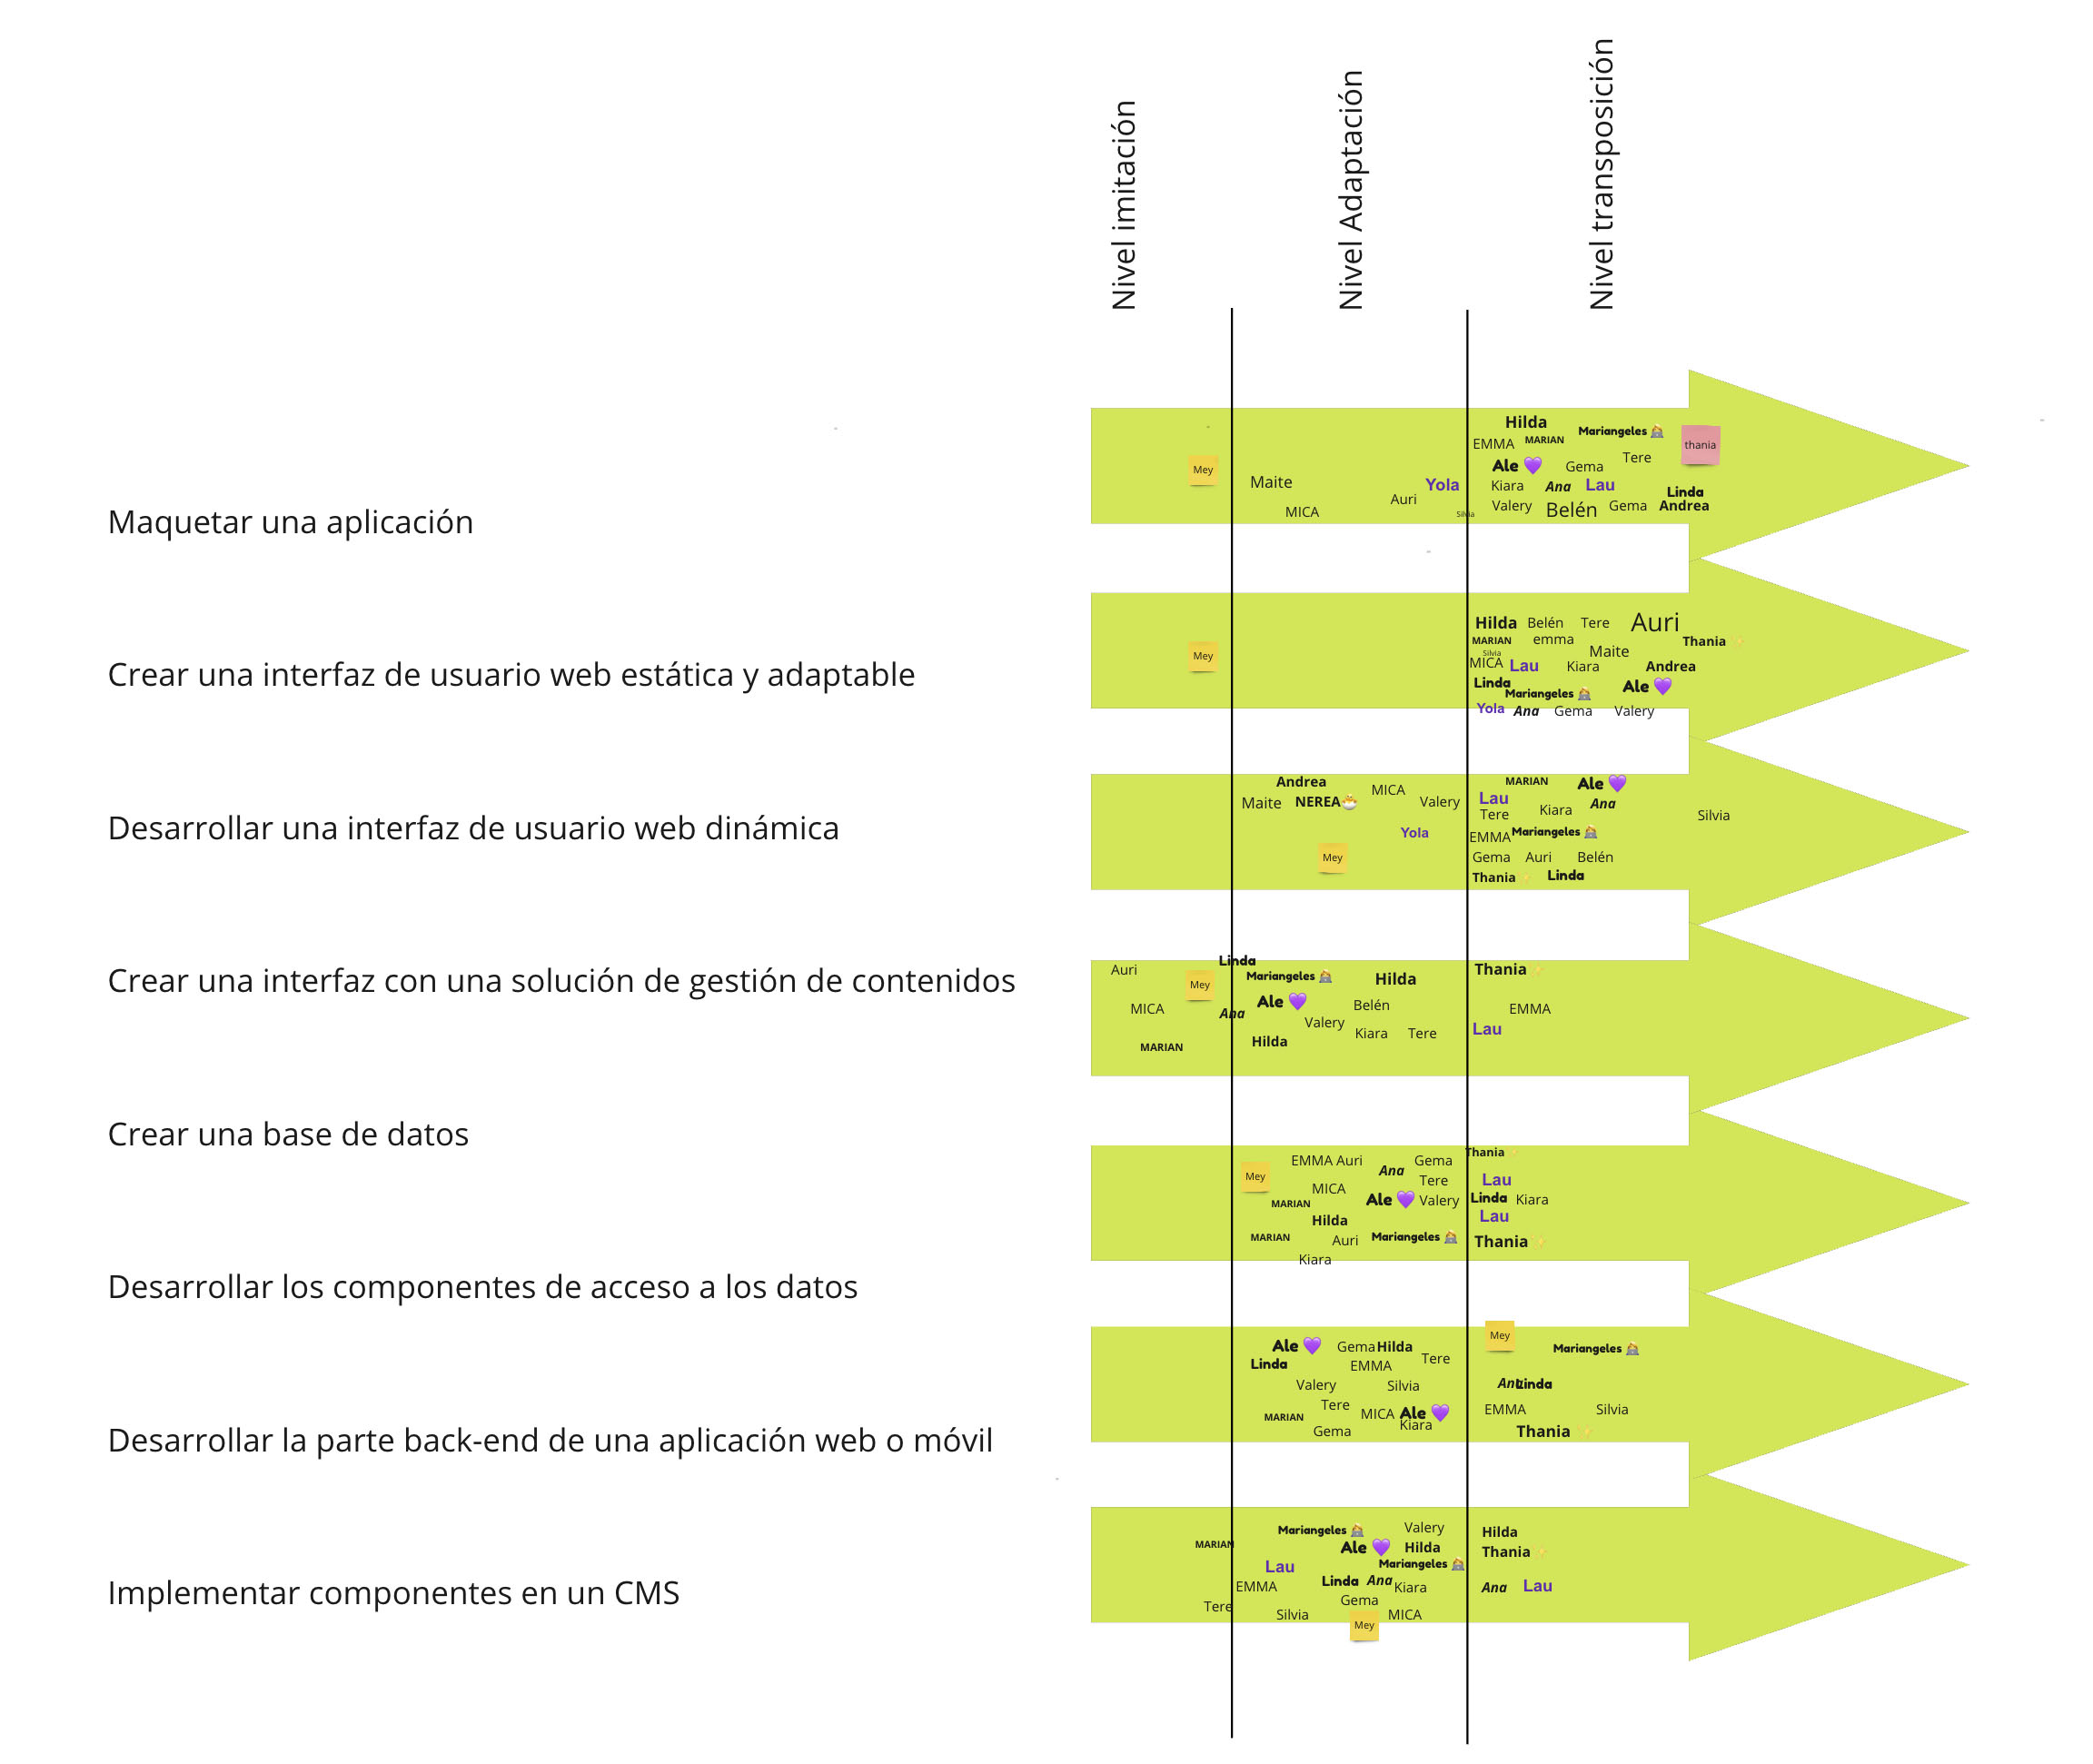 Nivel imitación
Nivel Adaptación
Nivel transposición
Maquetar una aplicación
Hilda
Mariangeles 👩🏼‍💻
EMMA MARIAN
thania
Tere
Mey
Ale 💜 Gema
Maite
Yola
Kiara Ana Lau
Linda
Auri
MICA
Silvia
Valery Belén Gema Andrea
Crear una interfaz de usuario web estática y adaptable
Hilda Belén Tere Auri
MARIAN emma Thania ✨
Mey
Silvia Maite
MICA Lau Kiara Andrea
Linda Mariangeles 👩🏼‍💻 Ale 💜
Yola Ana Gema Valery
Desarrollar una interfaz de usuario web dinámica
Andrea MICA MARIAN Ale 💜
Maite NEREA🐣 Valery Lau Ana
Tere Kiara Silvia
Yola EMMA Mariangeles 👩🏼‍💻
Mey Gema Auri Belén
Thania ✨ Linda
Crear una interfaz con una solución de gestión de contenidos
Linda
Auri Mariangeles 👩🏼‍💻 Hilda Thania ✨
Mey
MICA Ana Ale 💜 Belén EMMA
Valery Kiara Tere Lau
MARIAN Hilda
Crear una base de datos
Thania ✨
EMMA Auri Ana Gema
Mey
MICA Tere Lau
MARIAN Ale 💜 Valery Linda Kiara
Hilda Lau
MARIAN Auri Mariangeles 👩🏼‍💻 Thania ✨
Kiara
Desarrollar los componentes de acceso a los datos
Mey
Ale 💜 Gema Hilda Mariangeles 👩🏼‍💻
Linda EMMA Tere
Valery Silvia Ana Linda
Tere EMMA Silvia
MARIAN MICA Ale 💜
Gema Kiara Thania ✨
Desarrollar la parte back-end de una aplicación web o móvil
Mariangeles 👩🏼‍💻 Valery Hilda
MARIAN Ale 💜 Hilda Thania ✨
Lau Mariangeles 👩🏼‍💻
EMMA Linda Ana Kiara Ana Lau
Tere Gema
Silvia MICA
Mey
Implementar componentes en un CMS